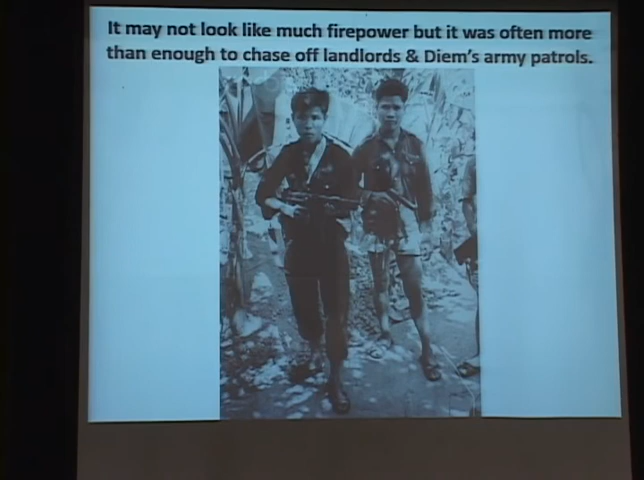 It may not look like much firepower but it was often more
than enough to chase off landlords & Diem's army patrols.